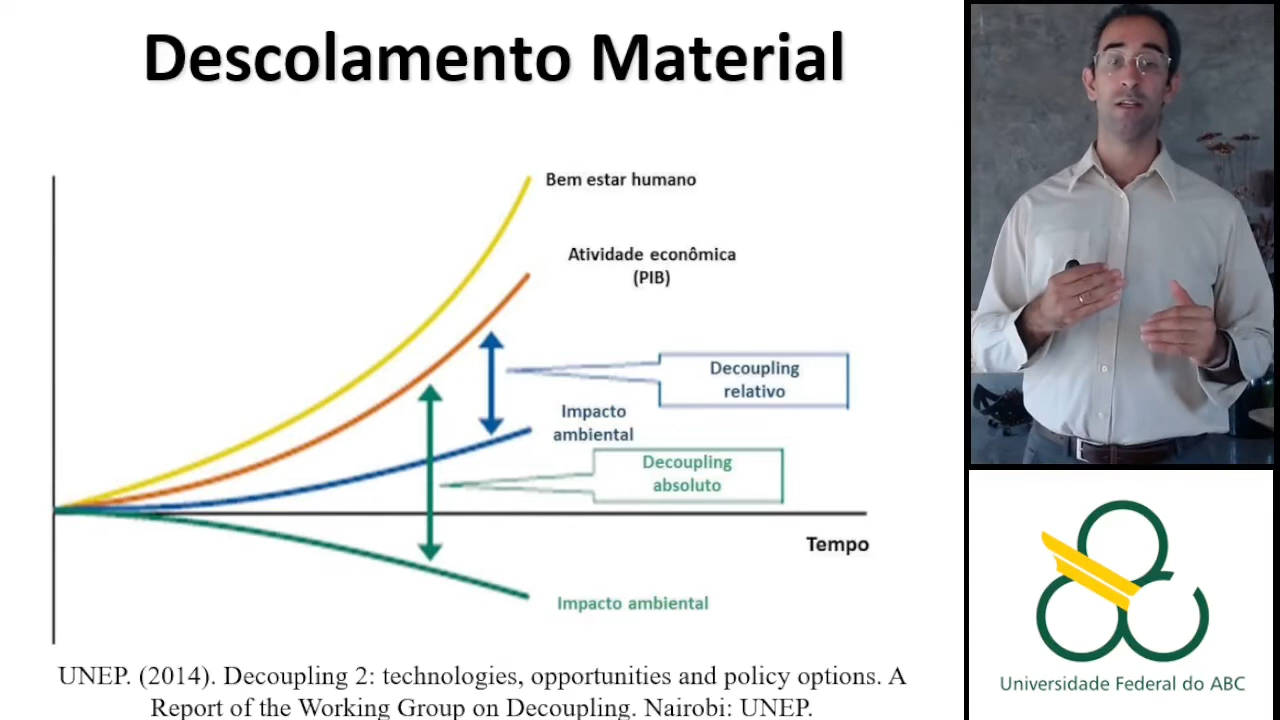 Descolamento Material
Bem estar humano
Atividade econômica
(PIB)
Decoupling
relativo
Impacto
ambiental
Decoupling
absoluto
Tempo
Impacto ambiental
UNEP. (2014). Decoupling 2: technologies, opportunities and policy options. A
Report of the Working Group on Decoupling. Nairobi: UNEP.
Universidade Federal do ABC